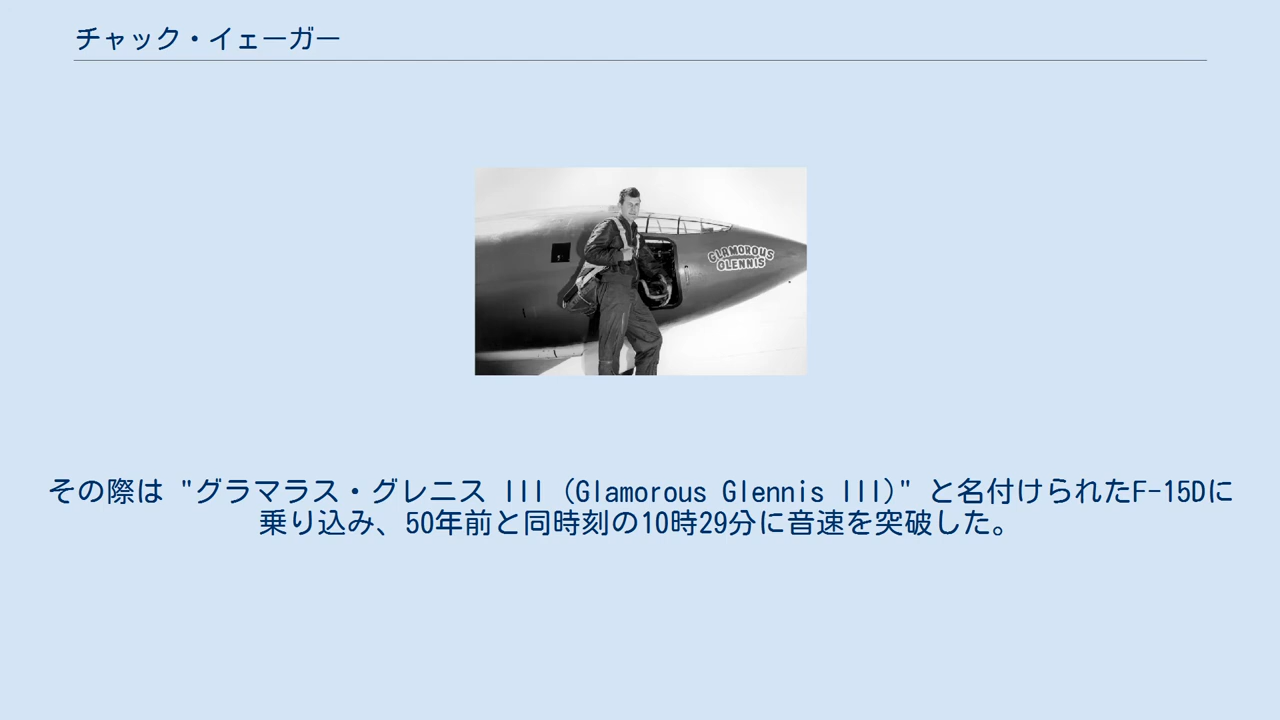 チャック・イェーガー
GLAMOROUS
GLENNIS
その際は "グラマラス・グレニス III (Glamorous Glennis III)" と名付けられたF-15Dに
乗り込み、50年前と同時刻の10時29分に音速を突破した。